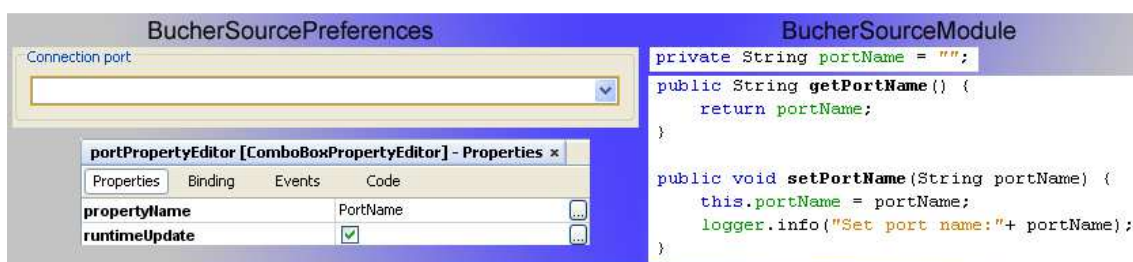 BucherSourcePreferences
Connection port
portPropertyEditor [ComboBoxPropertyEditor] - Properties ×
Properties Binding Events Code
propertyName PortName ...
runtimeUpdate ...
BucherSourceModule
private String portName = "";
public String getPortName() {
return portName;
}
public void setPortName(String portName) {
this.portName = portName;
logger.info("Set port name:"+ portName);
}